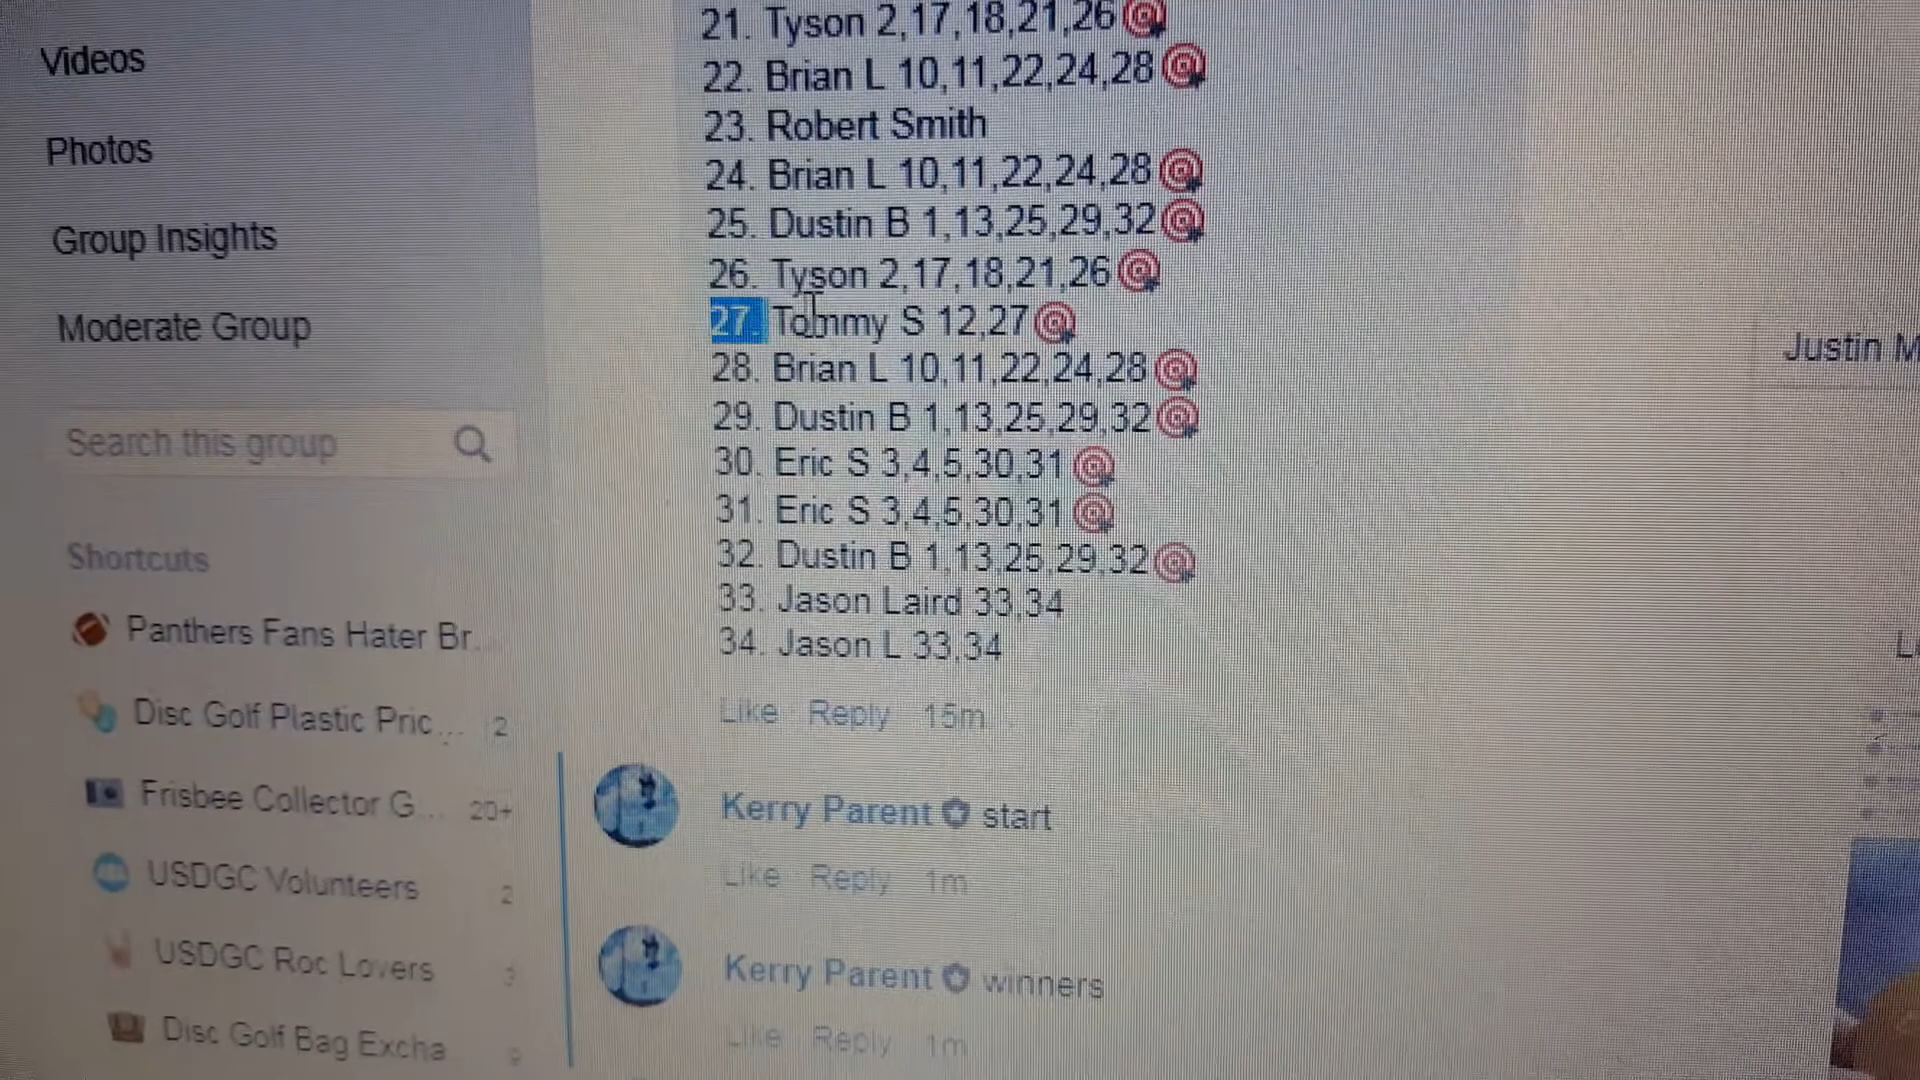 Videos
Photos
Group Insights
Moderate Group
Search this group
Shortcuts
Panthers Fans Hater Br...
Disc Golf Plastic Pric... 2
Frisbee Collector G... 20+
USDGC Volunteers 2
USDGC Roc Lovers 3
Disc Golf Bag Excha 9
21. Tyson 2,17,18,21,26
22. Brian L 10,11,22,24,28
23. Robert Smith
24. Brian L 10,11,22,24,28
25. Dustin B 1,13,25,29,32
26. Tyson 2,17,18,21,26
27. Tommy S 12,27
28. Brian L 10,11,22,24,28
29. Dustin B 1,13,25,29,32
30. Eric S 3,4,5,30,31
31. Eric S 3,4,5,30,31
32. Dustin B 1,13,25,29,32
33. Jason Laird 33,34
34. Jason L 33,34
Like · Reply · 15m
Kerry Parent start
Like · Reply · 1m
Kerry Parent winners
Like · Reply · 1m
Justin M